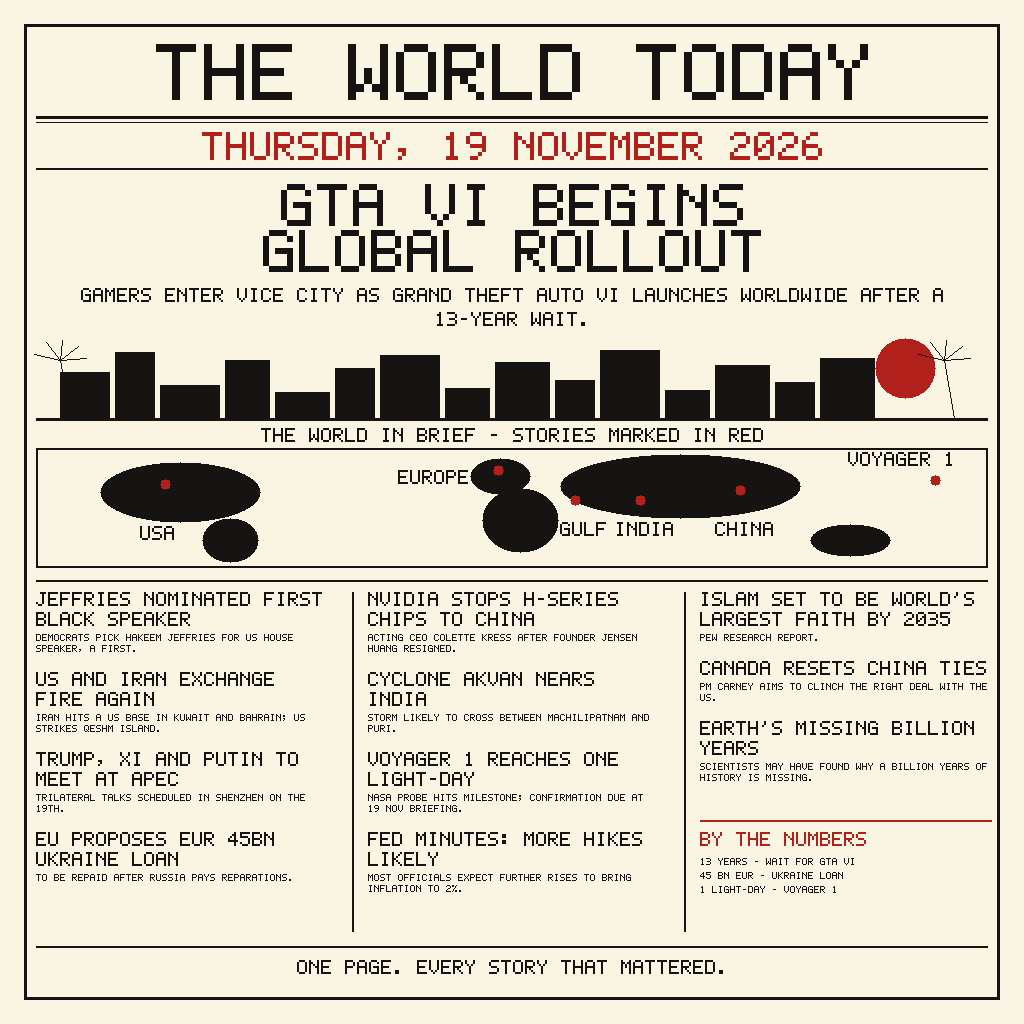 THE WORLD TODAY
THURSDAY, 19 NOVEMBER 2026
GTA VI BEGINS
GLOBAL ROLLOUT
GAMERS ENTER VICE CITY AS GRAND THEFT AUTO VI LAUNCHES WORLDWIDE AFTER A
13-YEAR WAIT.
THE WORLD IN BRIEF - STORIES MARKED IN RED
VOYAGER 1
EUROPE
USA
GULF
INDIA
CHINA
JEFFRIES NOMINATED FIRST
BLACK SPEAKER
DEMOCRATS PICK HAKEEM JEFFRIES FOR US HOUSE
SPEAKER, A FIRST.
US AND IRAN EXCHANGE
FIRE AGAIN
IRAN HITS A US BASE IN KUWAIT AND BAHRAIN; US
STRIKES QESHM ISLAND.
TRUMP, XI AND PUTIN TO
MEET AT APEC
TRILATERAL TALKS SCHEDULED IN SHENZHEN ON THE
19TH.
EU PROPOSES EUR 45BN
UKRAINE LOAN
TO BE REPAID AFTER RUSSIA PAYS REPARATIONS.
NVIDIA STOPS H-SERIES
CHIPS TO CHINA
ACTING CEO COLETTE KRESS AFTER FOUNDER JENSEN
HUANG RESIGNED.
CYCLONE AKVAN NEARS
INDIA
STORM LIKELY TO CROSS BETWEEN MACHILIPATNAM AND
PURI.
VOYAGER 1 REACHES ONE
LIGHT-DAY
NASA PROBE HITS MILESTONE; CONFIRMATION DUE AT
19 NOV BRIEFING.
FED MINUTES: MORE HIKES
LIKELY
MOST OFFICIALS EXPECT FURTHER RISES TO BRING
INFLATION TO 2%.
ISLAM SET TO BE WORLD'S
LARGEST FAITH BY 2035
PEW RESEARCH REPORT.
CANADA RESETS CHINA TIES
PM CARNEY AIMS TO CLINCH THE RIGHT DEAL WITH THE
US.
EARTH'S MISSING BILLION
YEARS
SCIENTISTS MAY HAVE FOUND WHY A BILLION YEARS OF
HISTORY IS MISSING.
BY THE NUMBERS
13 YEARS - WAIT FOR GTA VI
45 BN EUR - UKRAINE LOAN
1 LIGHT-DAY - VOYAGER 1
ONE PAGE. EVERY STORY THAT MATTERED.